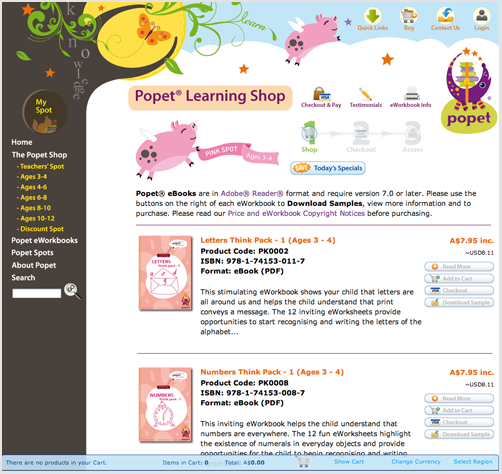 knowledge
learn
Quick Links
Buy
Contact Us
Login
Popet® Learning Shop
Checkout & Pay
Testimonials
eWorkbook Info
popet
My
Spot
PINK SPOT
Ages 3-4
1
2
3
Shop
Checkout
Access
SAVE Today's Specials
Home
The Popet Shop
- Teachers' Spot
- Ages 3-4
- Ages 4-6
- Ages 6-8
- Ages 8-10
- Ages 10-12
- Discount Spot
Popet eWorkbooks
Popet Spots
About Popet
Search
Popet® eBooks are in Adobe® Reader® format and require version 7.0 or later. Please use the
buttons on the right of each eWorkbook to Download Samples, view more information and to
purchase. Please read our Price and eWorkbook Copyright Notices before purchasing.
LETTERS
think pack - 1
Letters Think Pack - 1 (Ages 3 - 4)
Product Code: PK0002
ISBN: 978-1-74153-011-7
Format: eBook (PDF)
This stimulating eWorkbook shows your child that letters are
all around us and helps the child understand that print
conveys a message. The 12 inviting eWorksheets provide
opportunities to start recognising and writing the letters of the
alphabet...
A$7.95 inc.
~USD8.11
Read More
Add to Cart
Checkout
Download Sample
NUMBERS
think pack - 1
Numbers Think Pack - 1 (Ages 3 - 4)
Product Code: PK0008
ISBN: 978-1-74153-008-7
Format: eBook (PDF)
This inviting eWorkbook helps the child understand that
numbers are everywhere. The 12 fun eWorksheets highlight
the existence of numerals in everyday objects and provide
opportunities for the child to begin recognising and writing
A$7.95 inc.
~USD8.11
Read More
Add to Cart
Checkout
Download Sample
There are no products in your Cart.
Items in Cart: 0
Total: A$0.00
Show Cart
Change Currency
Select Region